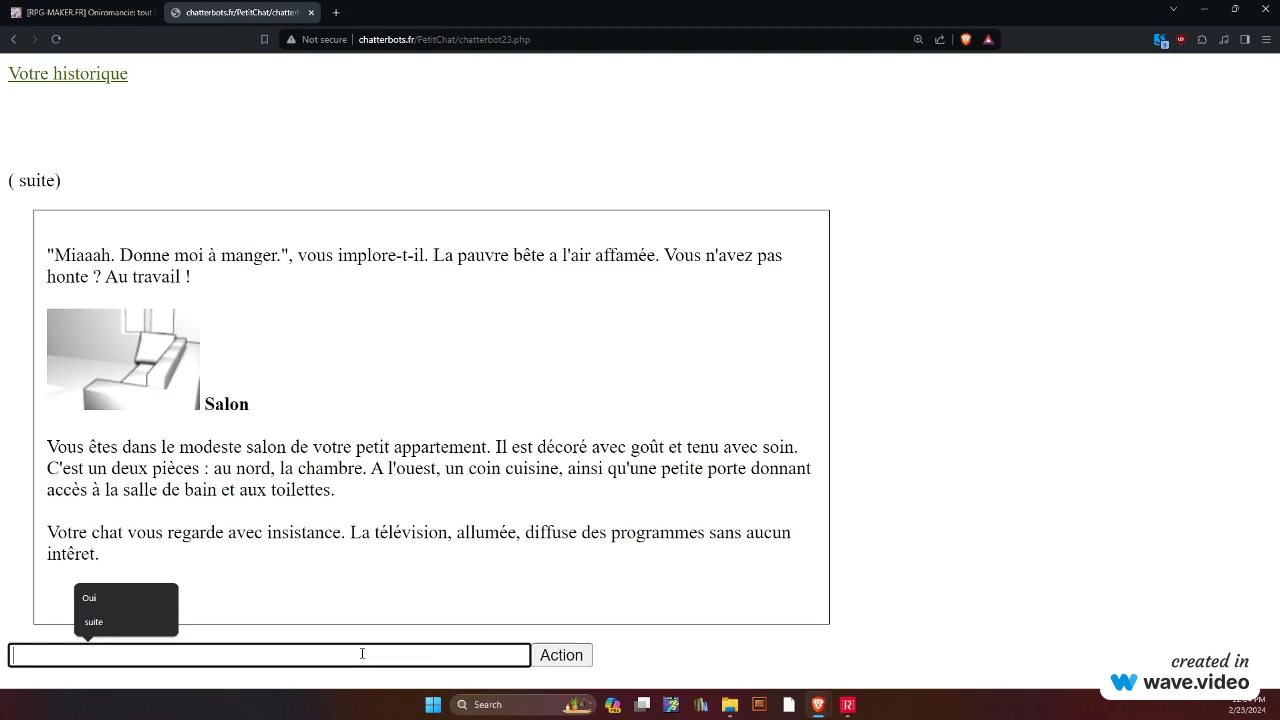 [RPG-MAKER.FR] Oniromancie: tout
chatterbots.fr/PetitChat/chatter
Not secure
chatterbots.fr/PetitChat/chatterbot23.php
Votre historique
( suite)
"Miaaah. Donne moi à manger.", vous implore-t-il. La pauvre bête a l'air affamée. Vous n'avez pas
honte ? Au travail !
Salon
Vous êtes dans le modeste salon de votre petit appartement. Il est décoré avec goût et tenu avec soin.
C'est un deux pièces : au nord, la chambre. A l'ouest, un coin cuisine, ainsi qu'une petite porte donnant
accès à la salle de bain et aux toilettes.
Votre chat vous regarde avec insistance. La télévision, allumée, diffuse des programmes sans aucun
intêret.
Oui
suite
Action
created in
wave.video
Search
2/23/2024